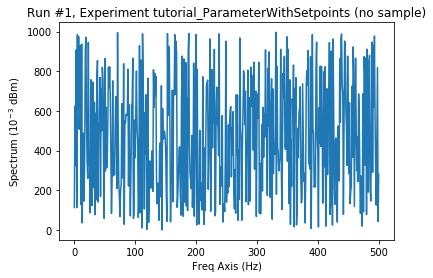 Run #1, Experiment tutorial_ParameterWithSetpoints (no sample)
1000
800
600
400
200
0
Spectrum (10⁻³ dBm)
0 100 200 300 400 500
Freq Axis (Hz)